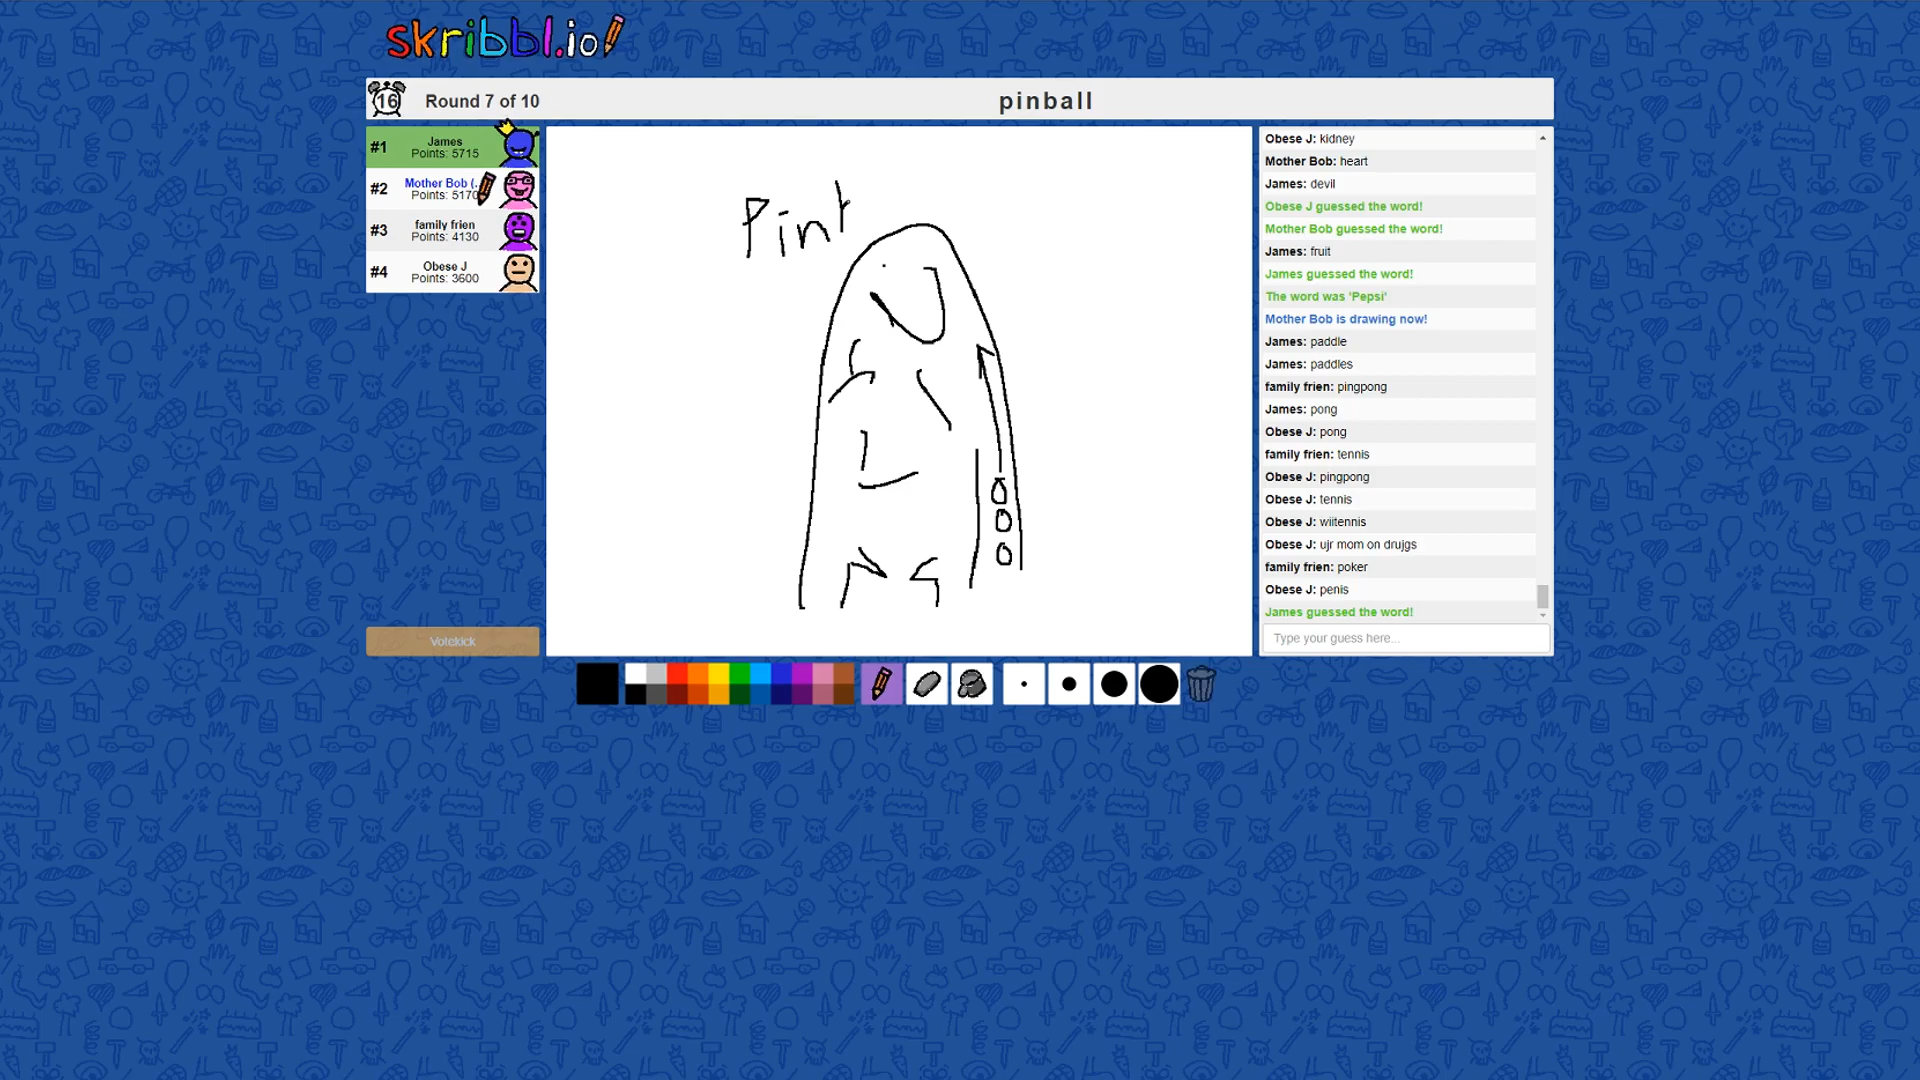 skribbl.io
16
Round 7 of 10
pinball
#1
James
Points: 5715
#2
Mother Bob (.
Points: 5170
#3
family frien
Points: 4130
#4
Obese J
Points: 3600
Votekick
Obese J: kidney
Mother Bob: heart
James: devil
Obese J guessed the word!
Mother Bob guessed the word!
James: fruit
James guessed the word!
The word was 'Pepsi'
Mother Bob is drawing now!
James: paddle
James: paddles
family frien: pingpong
James: pong
Obese J: pong
family frien: tennis
Obese J: pingpong
Obese J: tennis
Obese J: wiitennis
Obese J: ujr mom on drujgs
family frien: poker
Obese J: penis
James guessed the word!
Type your guess here...